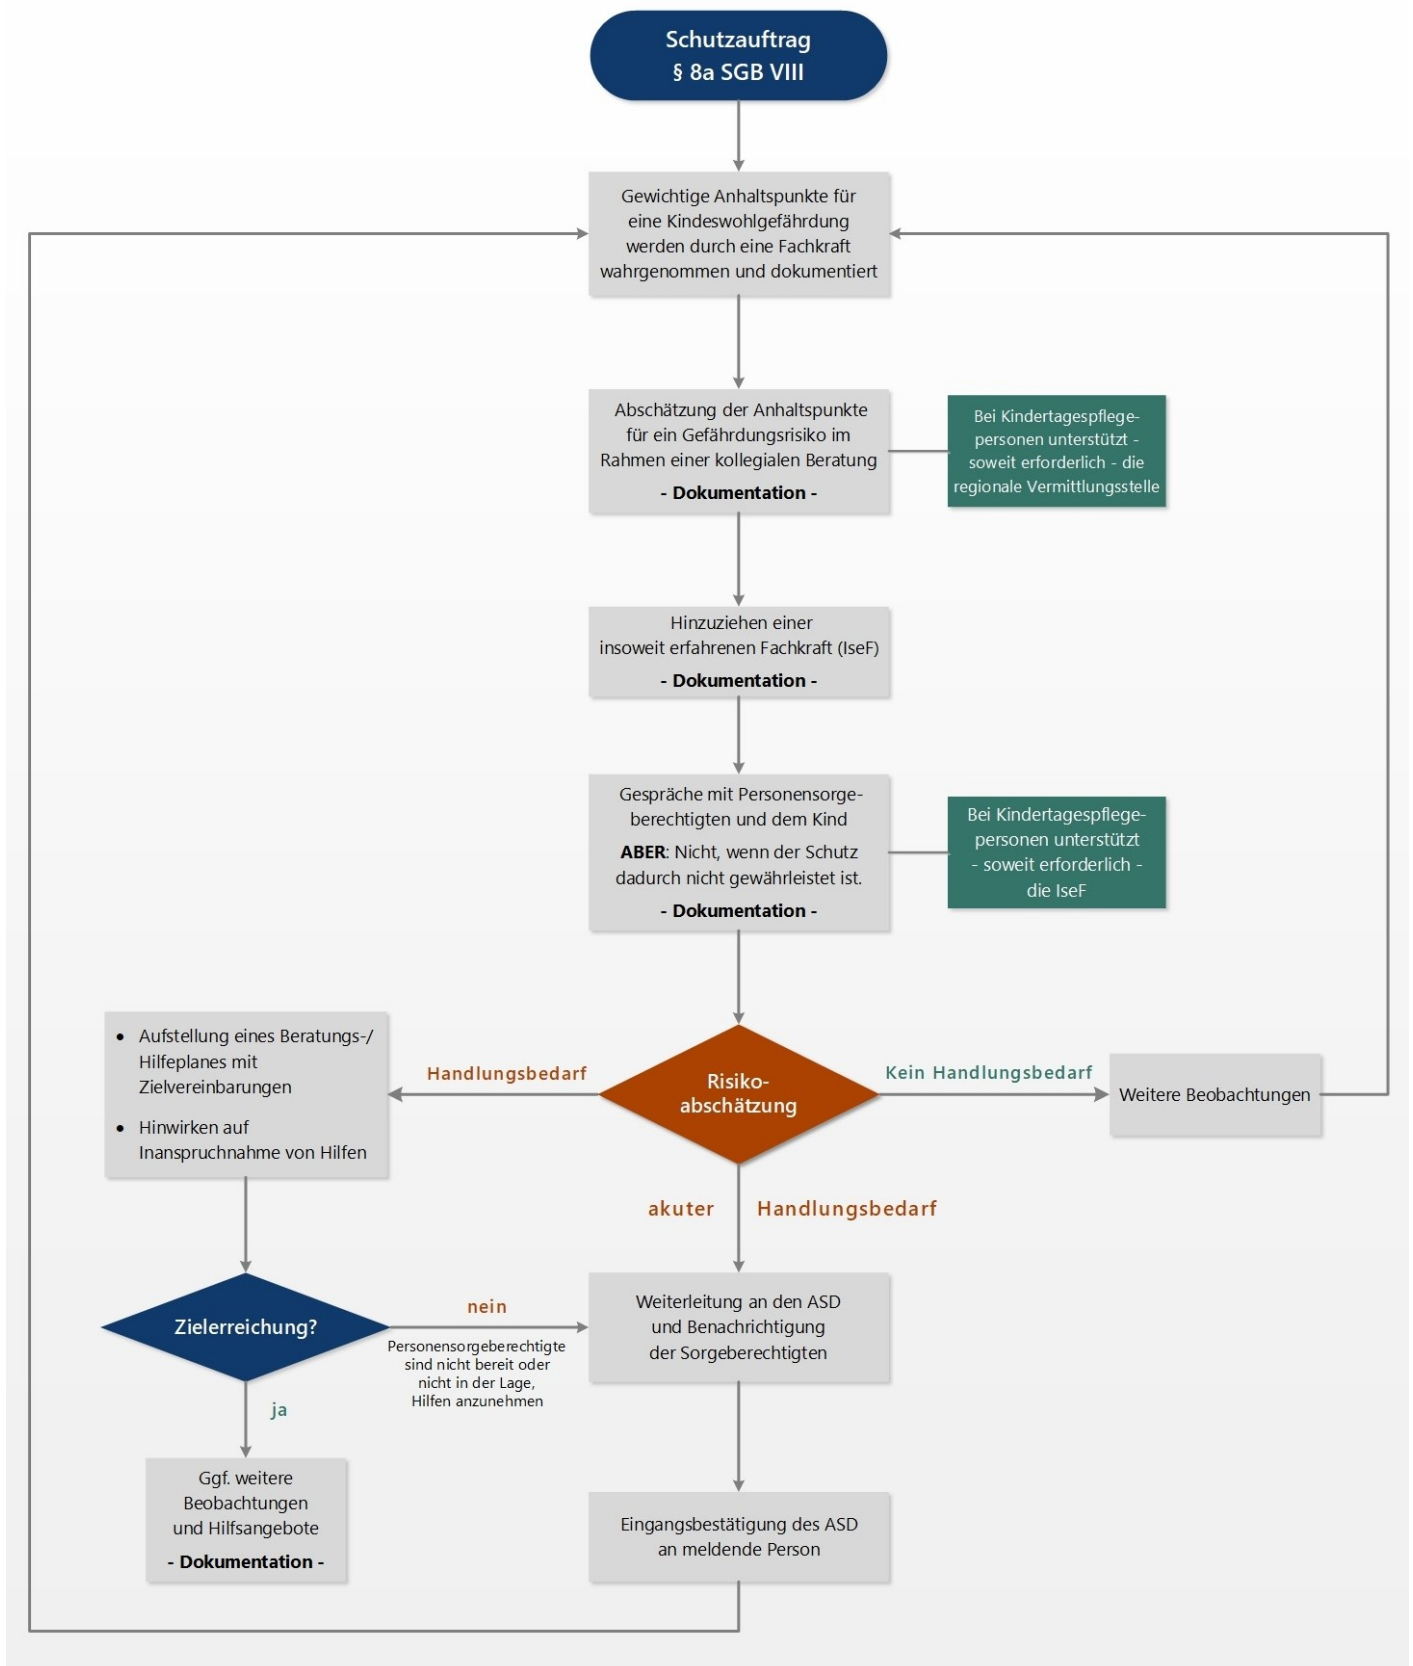 Schutzauftrag
§ 8a SGB VIII
Gewichtige Anhaltspunkte für
eine Kindeswohlgefährdung
werden durch eine Fachkraft
wahrgenommen und dokumentiert
Abschätzung der Anhaltspunkte
für ein Gefährdungsrisiko im
Rahmen einer kollegialen Beratung
- Dokumentation -
Bei Kindertagespflege-
personen unterstützt -
soweit erforderlich - die
regionale Vermittlungsstelle
Hinzuziehen einer
insoweit erfahrenen Fachkraft (IseF)
- Dokumentation -
Gespräche mit Personensorge-
berechtigten und dem Kind
ABER: Nicht, wenn der Schutz
dadurch nicht gewährleistet ist.
- Dokumentation -
Bei Kindertagespflege-
personen unterstützt
- soweit erforderlich -
die IseF
• Aufstellung eines Beratungs-/
Hilfeplanes mit
Zielvereinbarungen
• Hinwirken auf
Inanspruchnahme von Hilfen
Handlungsbedarf
Risiko-
abschätzung
Kein Handlungsbedarf
Weitere Beobachtungen
akuter Handlungsbedarf
Zielerreichung?
nein
Personensorgeberechtigte
sind nicht bereit oder
nicht in der Lage,
Hilfen anzunehmen
Weiterleitung an den ASD
und Benachrichtigung
der Sorgeberechtigten
ja
Ggf. weitere
Beobachtungen
und Hilfsangebote
- Dokumentation -
Eingangsbestätigung des ASD
an meldende Person